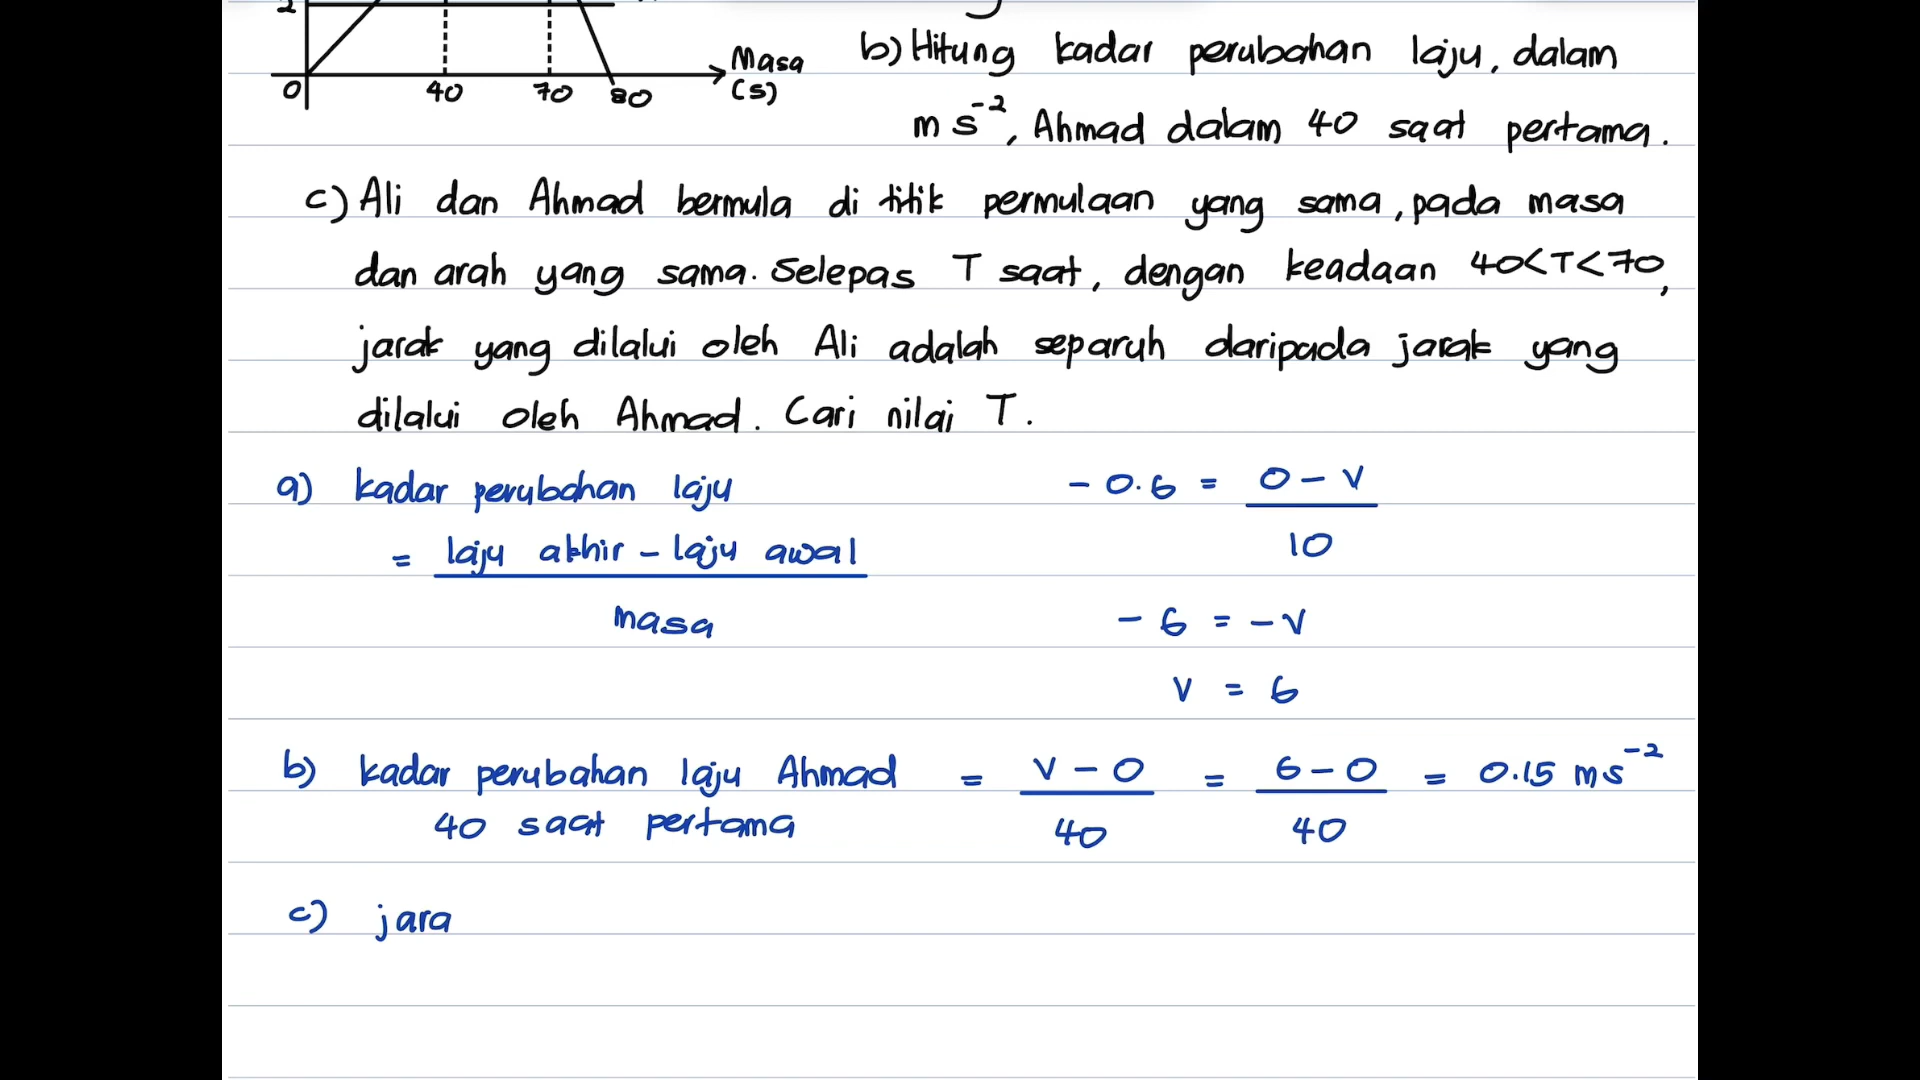 2
0 40 70 80 Masa (s)
b) Hitung kadar perubahan laju, dalam
m s⁻², Ahmad dalam 40 saat pertama.
c) Ali dan Ahmad bermula di titik permulaan yang sama, pada masa
dan arah yang sama. Selepas T saat, dengan keadaan 40<T<70,
jarak yang dilalui oleh Ali adalah separuh daripada jarak yang
dilalui oleh Ahmad. Cari nilai T.
a) kadar perubahan laju
= laju akhir - laju awal / masa
-0.6 = 0 - v / 10
-6 = -v
v = 6
b) kadar perubahan laju Ahmad 40 saat pertama = v - 0 / 40 = 6 - 0 / 40 = 0.15 ms⁻²
c) jara